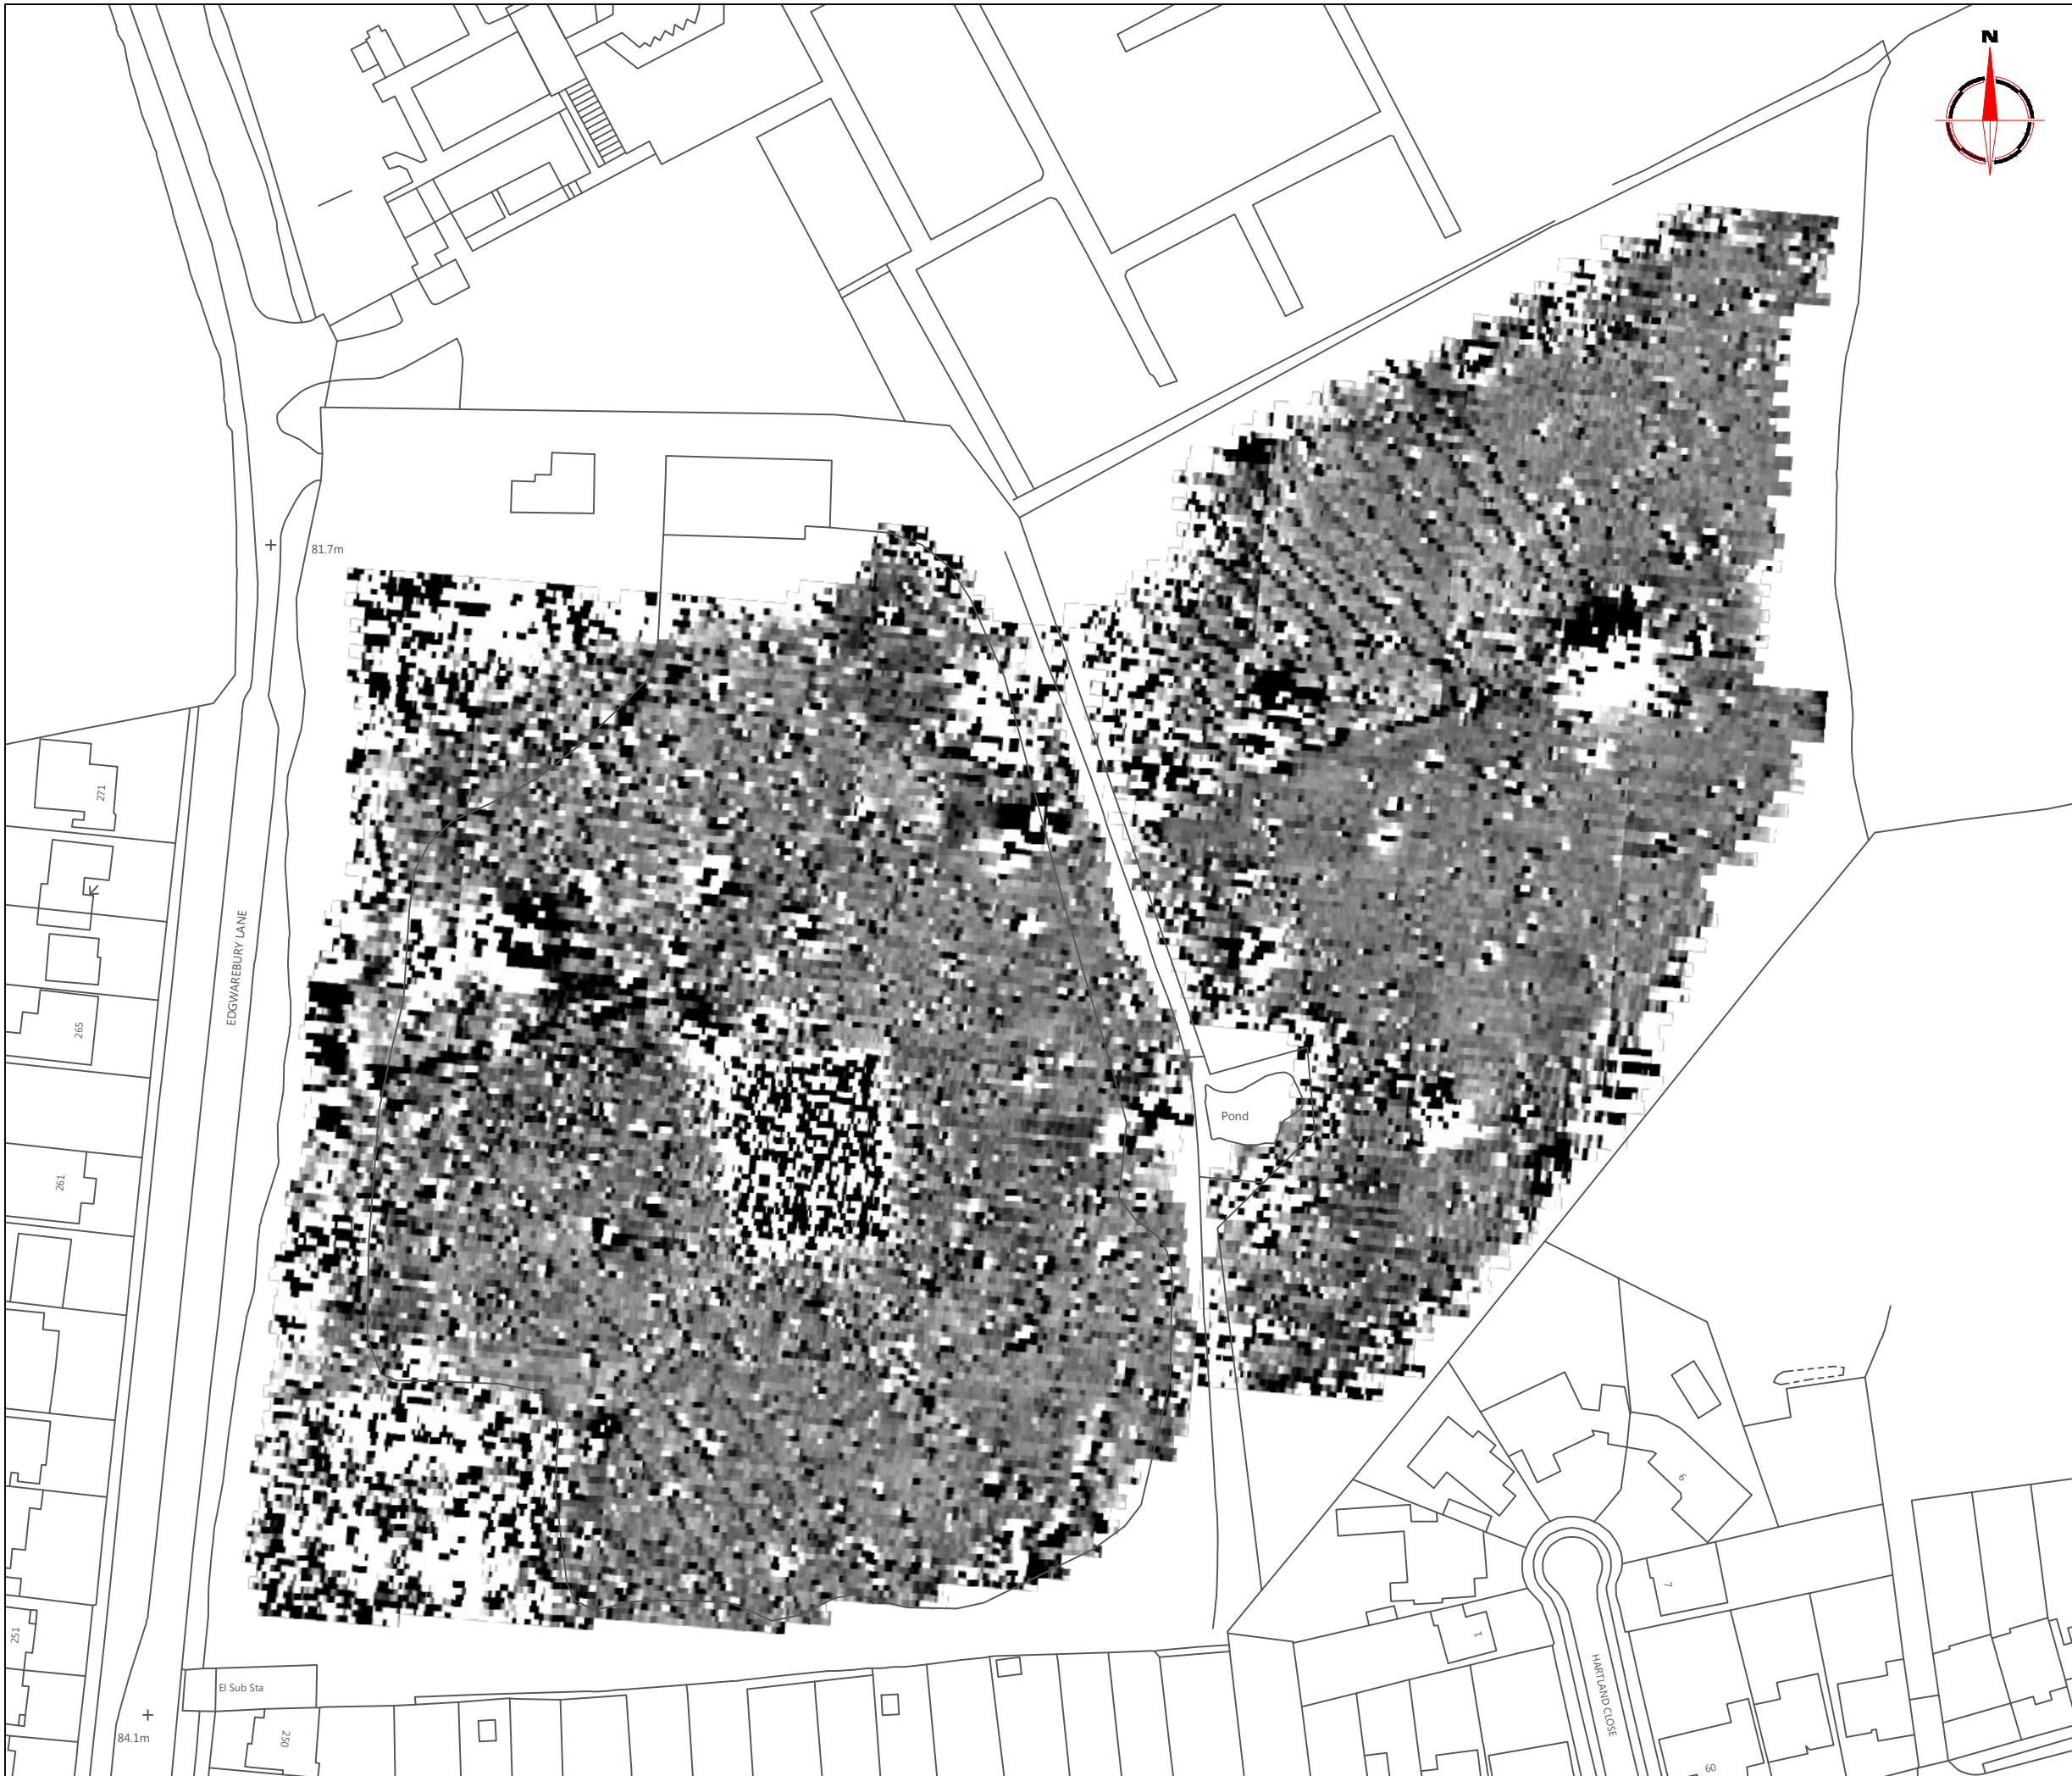 N
81.7m
271
EDGWAREBURY LANE
265
Pond
261
6
7
251
1
HARTLAND CLOSE
El Sub Sta
250
84.1m
60